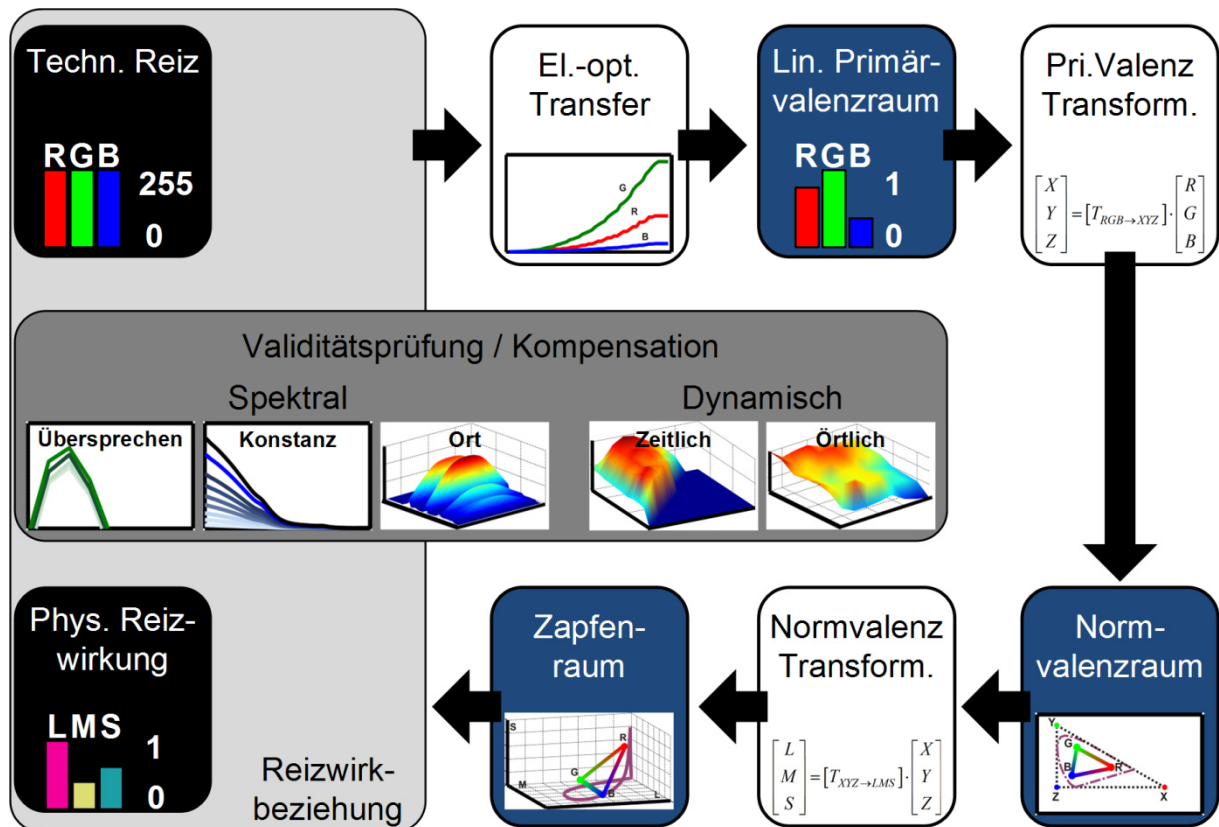 Techn. Reiz
RGB
255
0
El.-opt.
Transfer
G
R
B
Lin. Primär-
valenzraum
RGB
1
0
Pri.Valenz
Transform.
X
Y
Z
= [T RGB→XYZ] ·
R
G
B
Validitätsprüfung / Kompensation
Spektral
Dynamisch
Übersprechen
Konstanz
Ort
Zeitlich
Örtlich
Phys. Reiz-
wirkung
LMS
1
0
Reizwirk-
beziehung
Zapfen-
raum
S
R
G
M
B
L
Normvalenz
Transform.
L
M
S
= [T XYZ→LMS] ·
X
Y
Z
Norm-
valenzraum
Y
G
B
R
Z
X